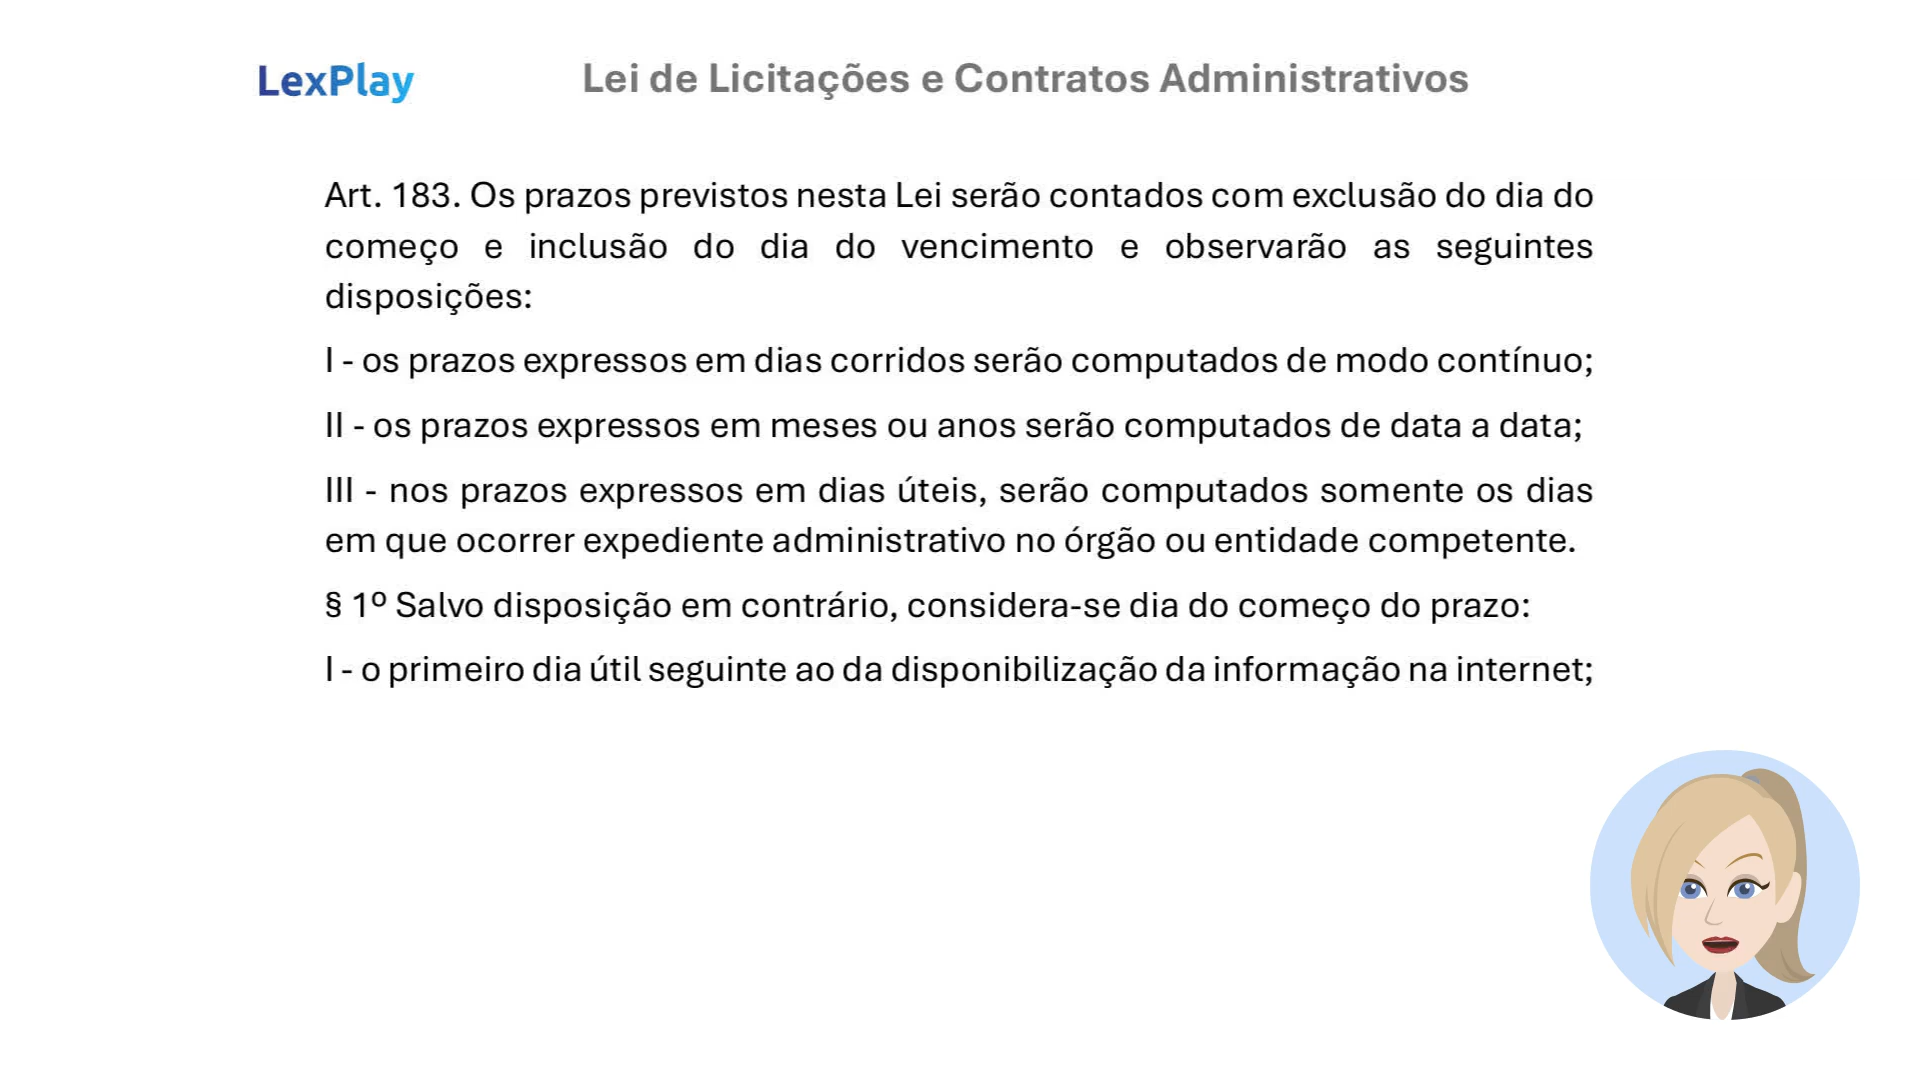 LexPlay
Lei de Licitações e Contratos Administrativos
Art. 183. Os prazos previstos nesta Lei serão contados com exclusão do dia do
começo e inclusão do dia do vencimento e observarão as seguintes
disposições:
I - os prazos expressos em dias corridos serão computados de modo contínuo;
II - os prazos expressos em meses ou anos serão computados de data a data;
III - nos prazos expressos em dias úteis, serão computados somente os dias
em que ocorrer expediente administrativo no órgão ou entidade competente.
§ 1º Salvo disposição em contrário, considera-se dia do começo do prazo:
I - o primeiro dia útil seguinte ao da disponibilização da informação na internet;